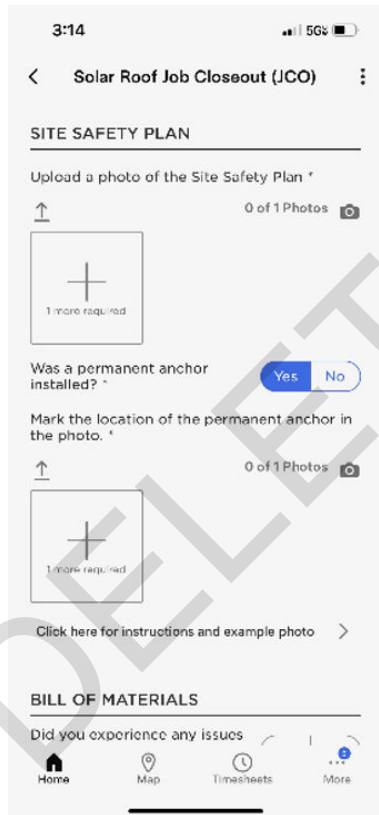 3:14
5G
Solar Roof Job Closeout (JCO)
SITE SAFETY PLAN
Upload a photo of the Site Safety Plan *
0 of 1 Photos
1 more required
Was a permanent anchor
installed? *
Yes No
Mark the location of the permanent anchor in
the photo. *
0 of 1 Photos
1 more required
Click here for instructions and example photo
BILL OF MATERIALS
Did you experience any issues
Home Map Timesheets More
DELET